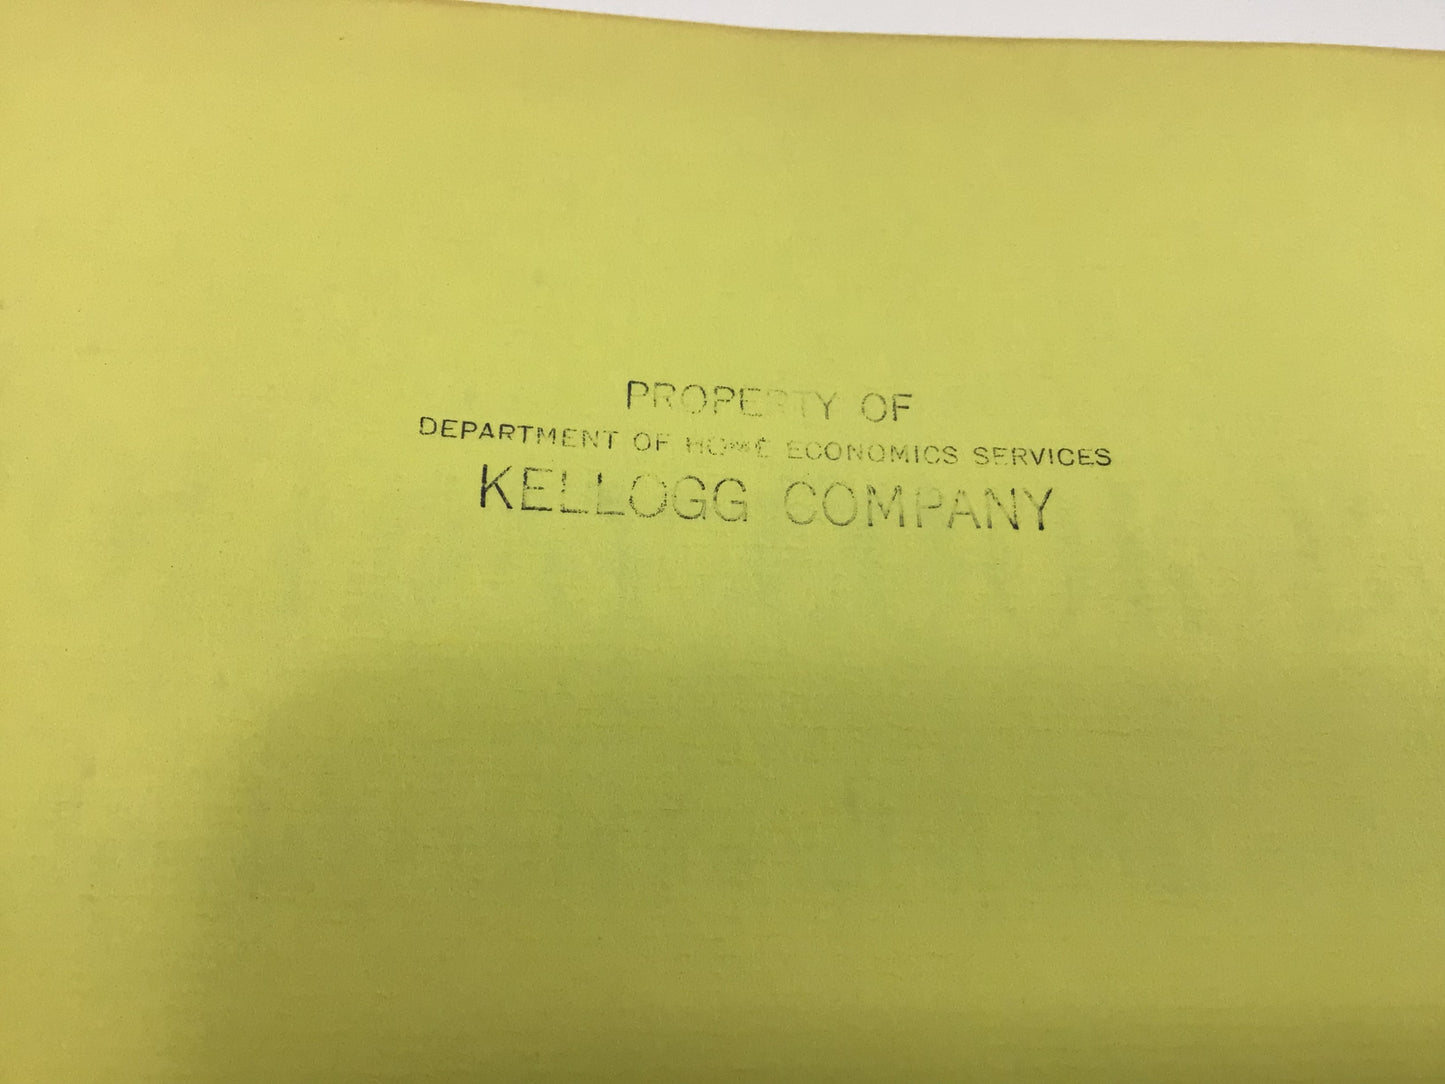 PROPERTY OF
DEPARTMENT OF HOME ECONOMICS SERVICES
KELLOGG COMPANY